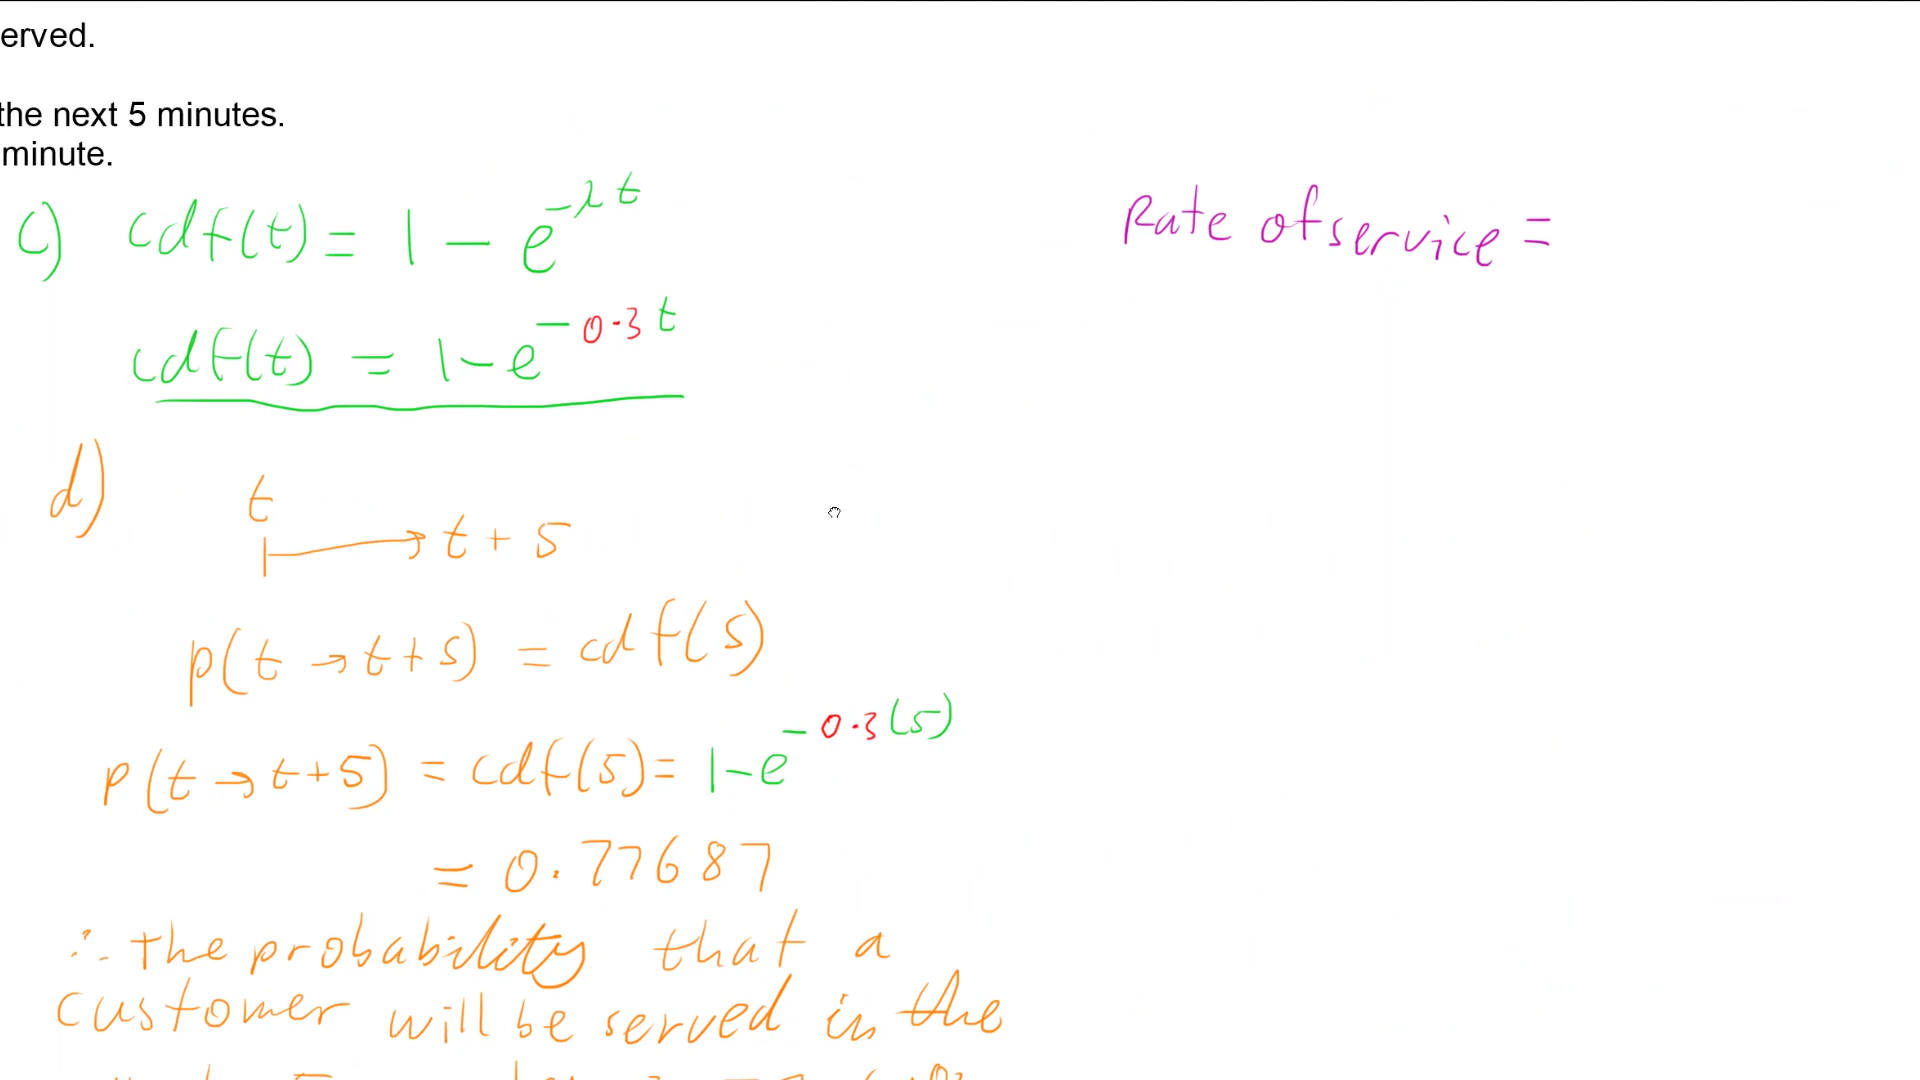 erved.
the next 5 minutes.
minute.
c) cdf(t) = 1 - e^-λt
Rate of service =
cdf(t) = 1-e^-0.3t
d)
t
→ t + 5
p(t → t+5) = cdf(5)
p(t → t+5) = cdf(5) = 1-e^-0.3(5)
= 0.77687
∴ the probability that a
customer will be served in the